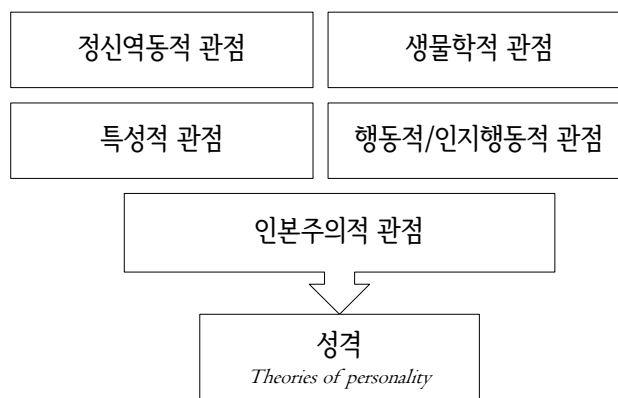 정신역동적 관점
생물학적 관점
특성적 관점
행동적/인지행동적 관점
인본주의적 관점
성격
Theories of personality